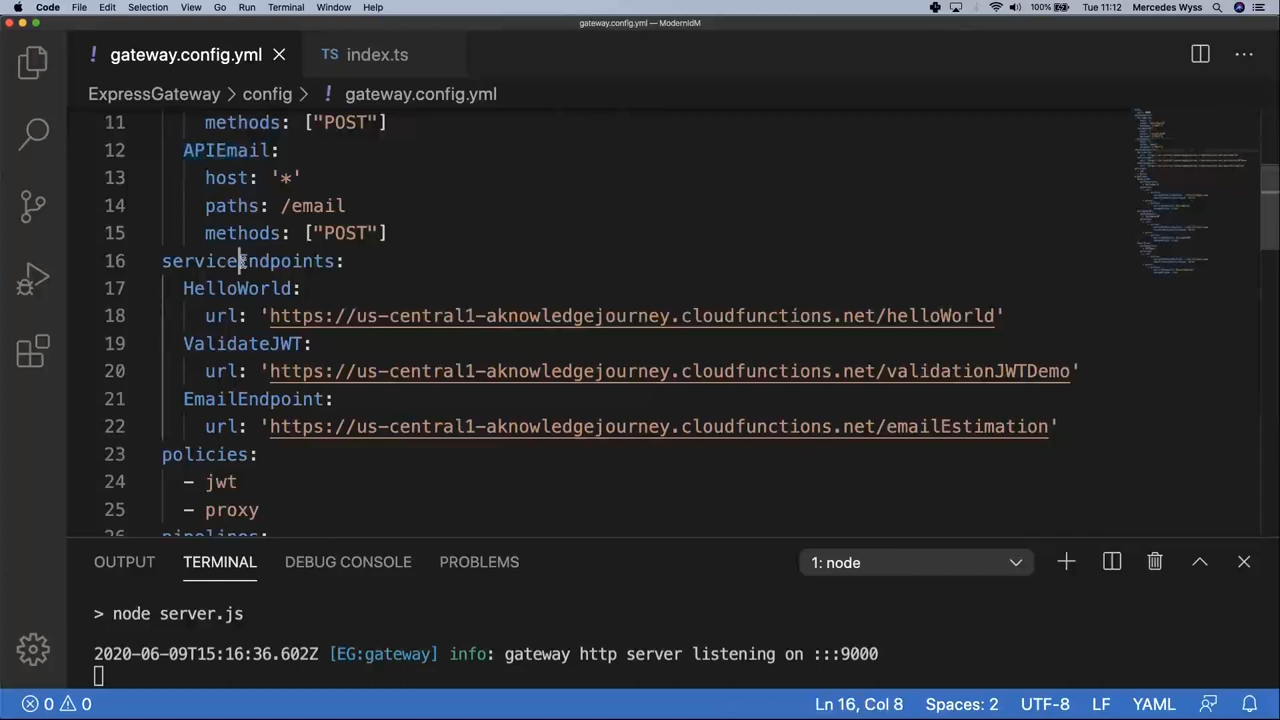 Code File Edit Selection View Go Run Terminal Window Help 100% Tue 11:12 Mercedes Wyss
gateway.config.yml — ModernIdM
! gateway.config.yml
TS index.ts
ExpressGateway > config > ! gateway.config.yml
11 methods: ["POST"]
12 APIEmail:
13 host: '*'
14 paths: /email
15 methods: ["POST"]
16 serviceEndpoints:
17 HelloWorld:
18 url: 'https://us-central1-aknowledgejourney.cloudfunctions.net/helloWorld'
19 ValidateJWT:
20 url: 'https://us-central1-aknowledgejourney.cloudfunctions.net/validationJWTDemo'
21 EmailEndpoint:
22 url: 'https://us-central1-aknowledgejourney.cloudfunctions.net/emailEstimation'
23 policies:
24 - jwt
25 - proxy
26 pipelines:
OUTPUT TERMINAL DEBUG CONSOLE PROBLEMS 1: node
> node server.js
2020-06-09T15:16:36.602Z [EG:gateway] info: gateway http server listening on :::9000
0 0 Ln 16, Col 8 Spaces: 2 UTF-8 LF YAML